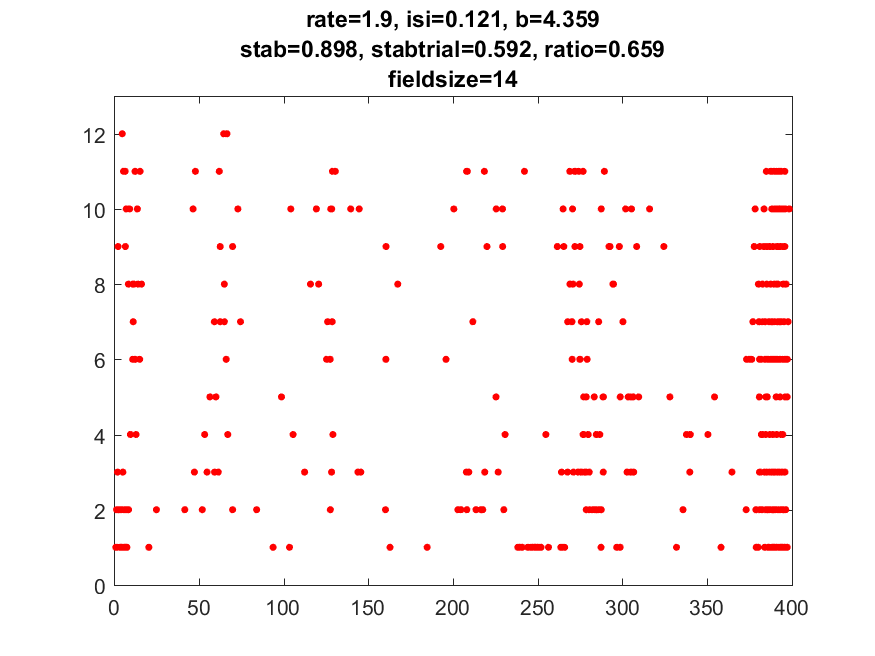 rate=1.9, isi=0.121, b=4.359
stab=0.898, stabtrial=0.592, ratio=0.659
fieldsize=14
12
10
8
6
4
2
0
0 50 100 150 200 250 300 350 400